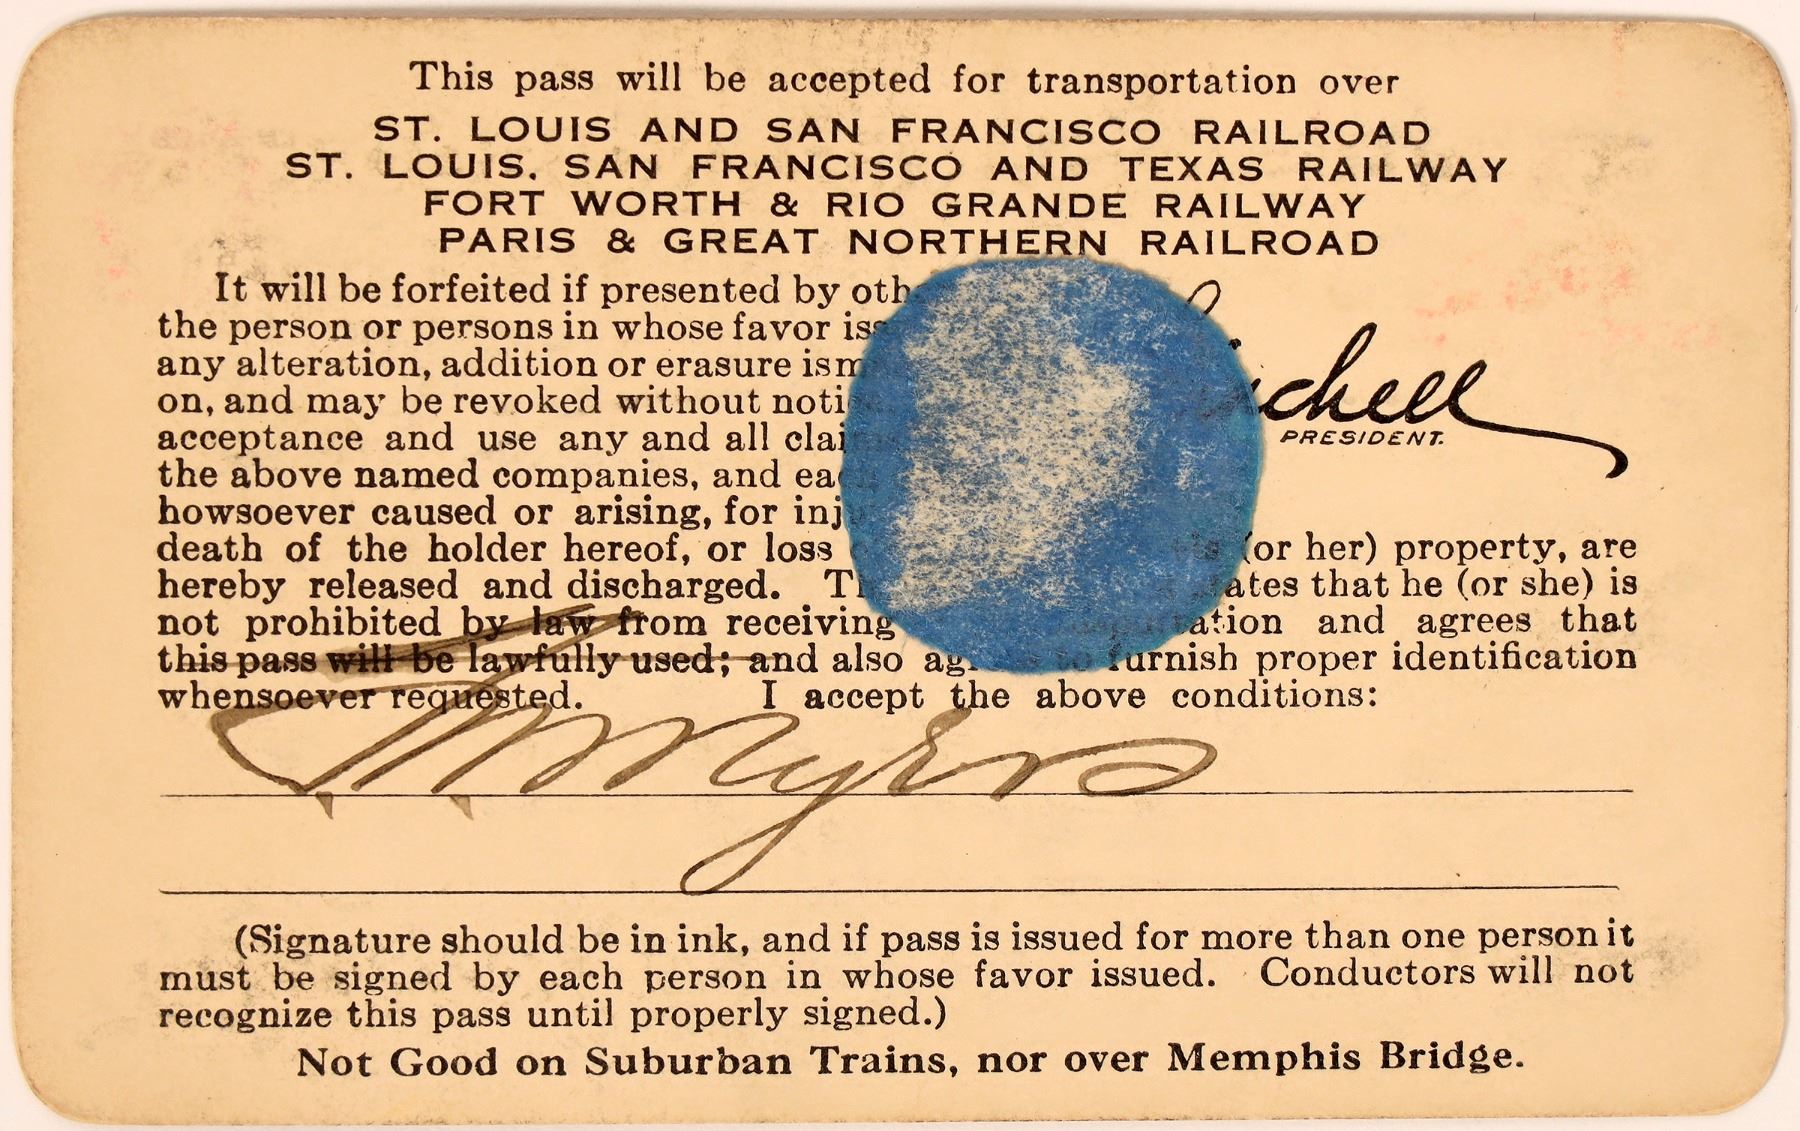 This pass will be accepted for transportation over
ST. LOUIS AND SAN FRANCISCO RAILROAD
ST. LOUIS, SAN FRANCISCO AND TEXAS RAILWAY
FORT WORTH & RIO GRANDE RAILWAY
PARIS & GREAT NORTHERN RAILROAD
It will be forfeited if presented by
the person or persons in whose favor
any alteration, addition or erasure is
on, and may be revoked without
acceptance and use any and all
the above named companies, and
howsoever caused or arising, for
PRESIDENT.
death of the holder hereof, or loss (or her) property, are
hereby released and discharged. that he (or she) is
not prohibited by law from receiving and agrees that
this pass will be lawfully used; and also to furnish proper identification
whensoever requested. I accept the above conditions:
Myers
(Signature should be in ink, and if pass is issued for more than one person it
must be signed by each person in whose favor issued. Conductors will not
recognize this pass until properly signed.)
Not Good on Suburban Trains, nor over Memphis Bridge.